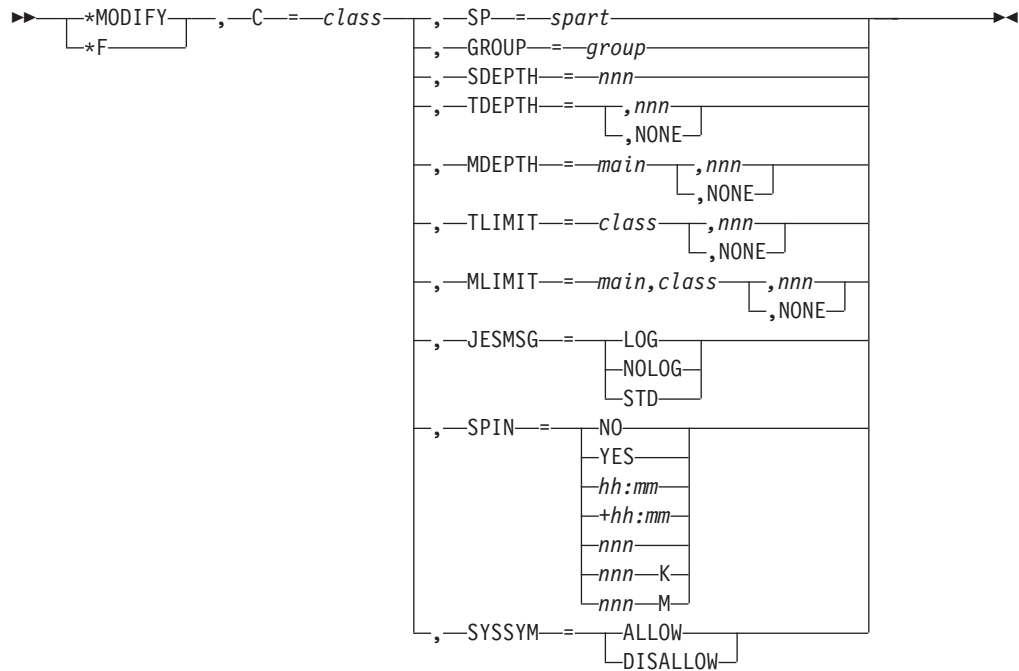 *MODIFY , C = class , SP = spart
*F
, GROUP = group
, SDEPTH = nnn
, TDEPTH = ,nnn
,NONE
, MDEPTH = main ,nnn
,NONE
, TLIMIT = class ,nnn
,NONE
, MLIMIT = main,class ,nnn
,NONE
, JESMSG = LOG
NOLOG
STD
, SPIN = NO
YES
hh:mm
+hh:mm
nnn
nnn K
nnn M
, SYSSYM = ALLOW
DISALLOW